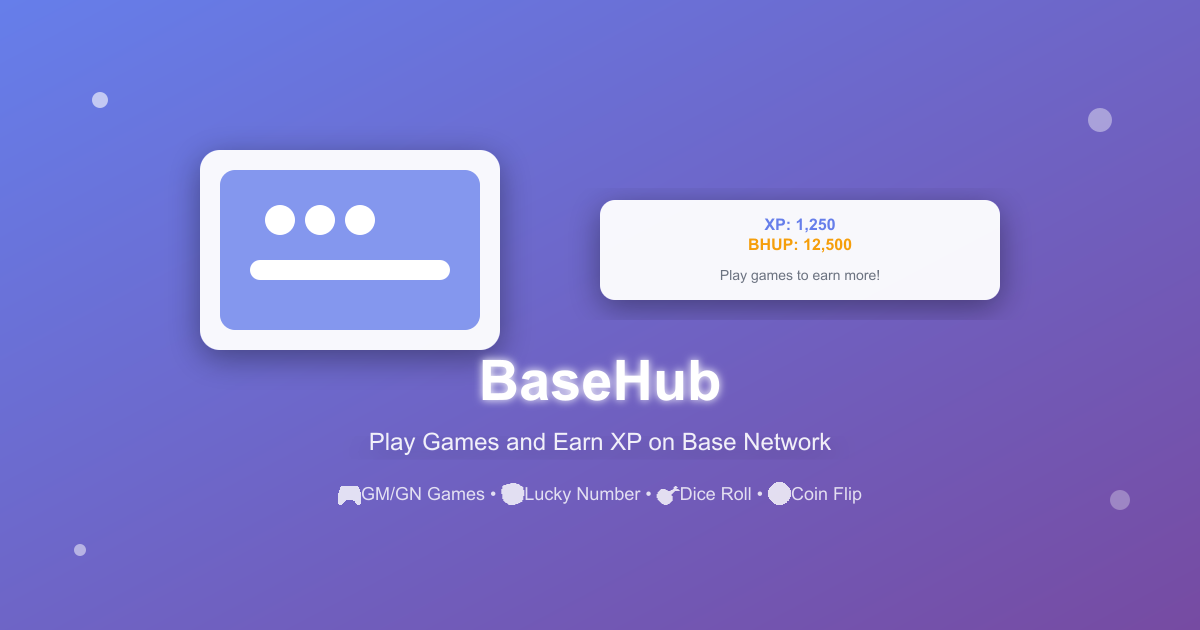 XP: 1,250
BHUP: 12,500
Play games to earn more!
BaseHub
Play Games and Earn XP on Base Network
GM/GN Games • Lucky Number • Dice Roll • Coin Flip